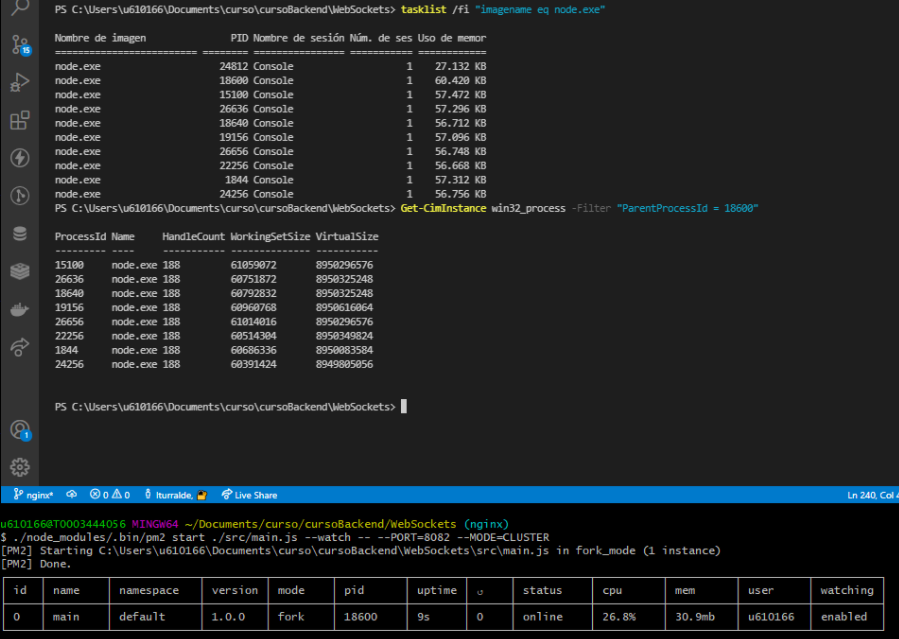 PS C:\Users\u610166\Documents\curso\cursoBackend\WebSockets> tasklist /fi "imagename eq node.exe"
Nombre de imagen PID Nombre de sesión Núm. de ses Uso de memor
========================= ======== ================ =========== ============
node.exe 24812 Console 1 27.132 KB
node.exe 18600 Console 1 60.420 KB
node.exe 15100 Console 1 57.472 KB
node.exe 26636 Console 1 57.296 KB
node.exe 18640 Console 1 56.712 KB
node.exe 19156 Console 1 57.096 KB
node.exe 26656 Console 1 56.748 KB
node.exe 22256 Console 1 56.668 KB
node.exe 1844 Console 1 57.312 KB
node.exe 24256 Console 1 56.756 KB
PS C:\Users\u610166\Documents\curso\cursoBackend\WebSockets> Get-CimInstance win32_process -Filter "ParentProcessId = 18600"
ProcessId Name HandleCount WorkingSetSize VirtualSize
--------- ---- ----------- -------------- -----------
15100 node.exe 188 61059072 8950296576
26636 node.exe 188 60751872 8950325248
18640 node.exe 188 60792832 8950325248
19156 node.exe 188 60960768 8950616064
26656 node.exe 188 61014016 8950296576
22256 node.exe 188 60514304 8950349824
1844 node.exe 188 60686336 8950083584
24256 node.exe 188 60391424 8949805056
PS C:\Users\u610166\Documents\curso\cursoBackend\WebSockets>
15
1
nginx* 0 0 Iturralde, Live Share Ln 240, Col 4
u610166@T0003444056 MINGW64 ~/Documents/curso/cursoBackend/WebSockets (nginx)
$ ./node_modules/.bin/pm2 start ./src/main.js --watch -- --PORT=8082 --MODE=CLUSTER
[PM2] Starting C:\Users\u610166\Documents\curso\cursoBackend\WebSockets\src\main.js in fork_mode (1 instance)
[PM2] Done.
id name namespace version mode pid uptime ↺ status cpu mem user watching
0 main default 1.0.0 fork 18600 9s 0 online 26.8% 30.9mb u610166 enabled